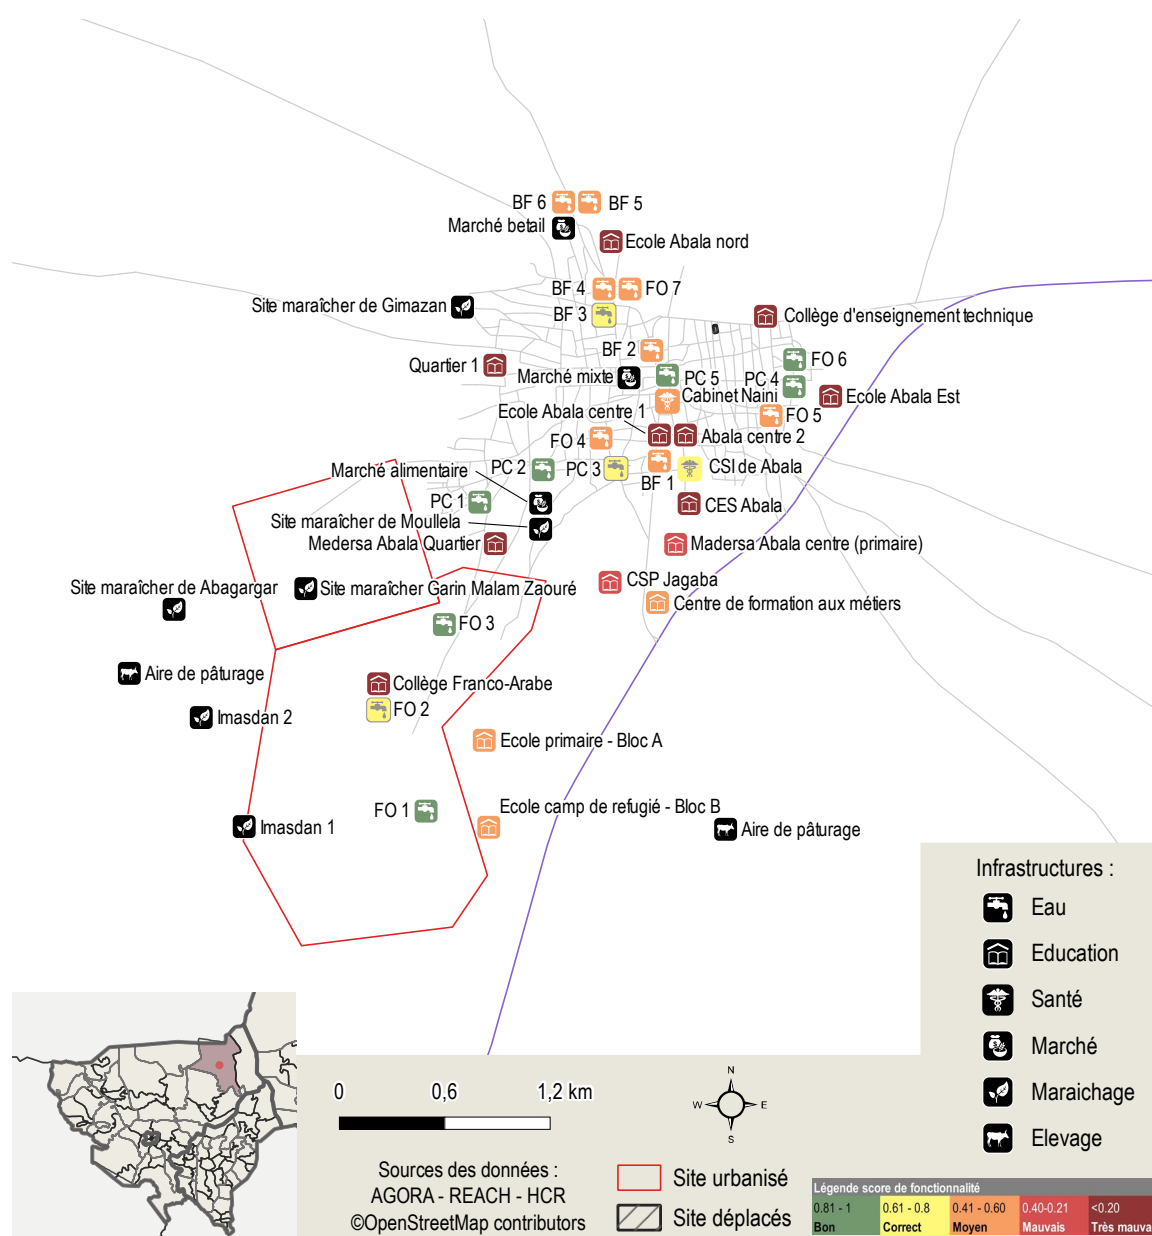 BF 6
BF 5
Marché betail
Ecole Abala nord
BF 4
FO 7
Site maraîcher de Gimazan
BF 3
Collège d'enseignement technique
BF 2
FO 6
Quartier 1
Marché mixte
PC 5
PC 4
Cabinet Naini
Ecole Abala Est
Ecole Abala centre 1
FO 5
FO 4
Abala centre 2
Marché alimentaire
PC 2
PC 3
CSI de Abala
BF 1
PC 1
CES Abala
Site maraîcher de Moullela
Medersa Abala Quartier
Madersa Abala centre (primaire)
Site maraîcher de Abagargar
Site maraîcher Garin Malam Zaouré
CSP Jagaba
Centre de formation aux métiers
FO 3
Aire de pâturage
Collège Franco-Arabe
Imasdan 2
FO 2
Ecole primaire - Bloc A
FO 1
Ecole camp de refugié - Bloc B
Imasdan 1
Aire de pâturage
Infrastructures :
Eau
Education
Santé
Marché
Maraichage
Elevage
0 0,6 1,2 km
N
W E
S
Sources des données :
AGORA - REACH - HCR
©OpenStreetMap contributors
Site urbanisé
Site déplacés
Légende score de fonctionnalité
0.81 - 1 0.61 - 0.8 0.41 - 0.60 0.40-0.21 <0.20
Bon Correct Moyen Mauvais Très mauva